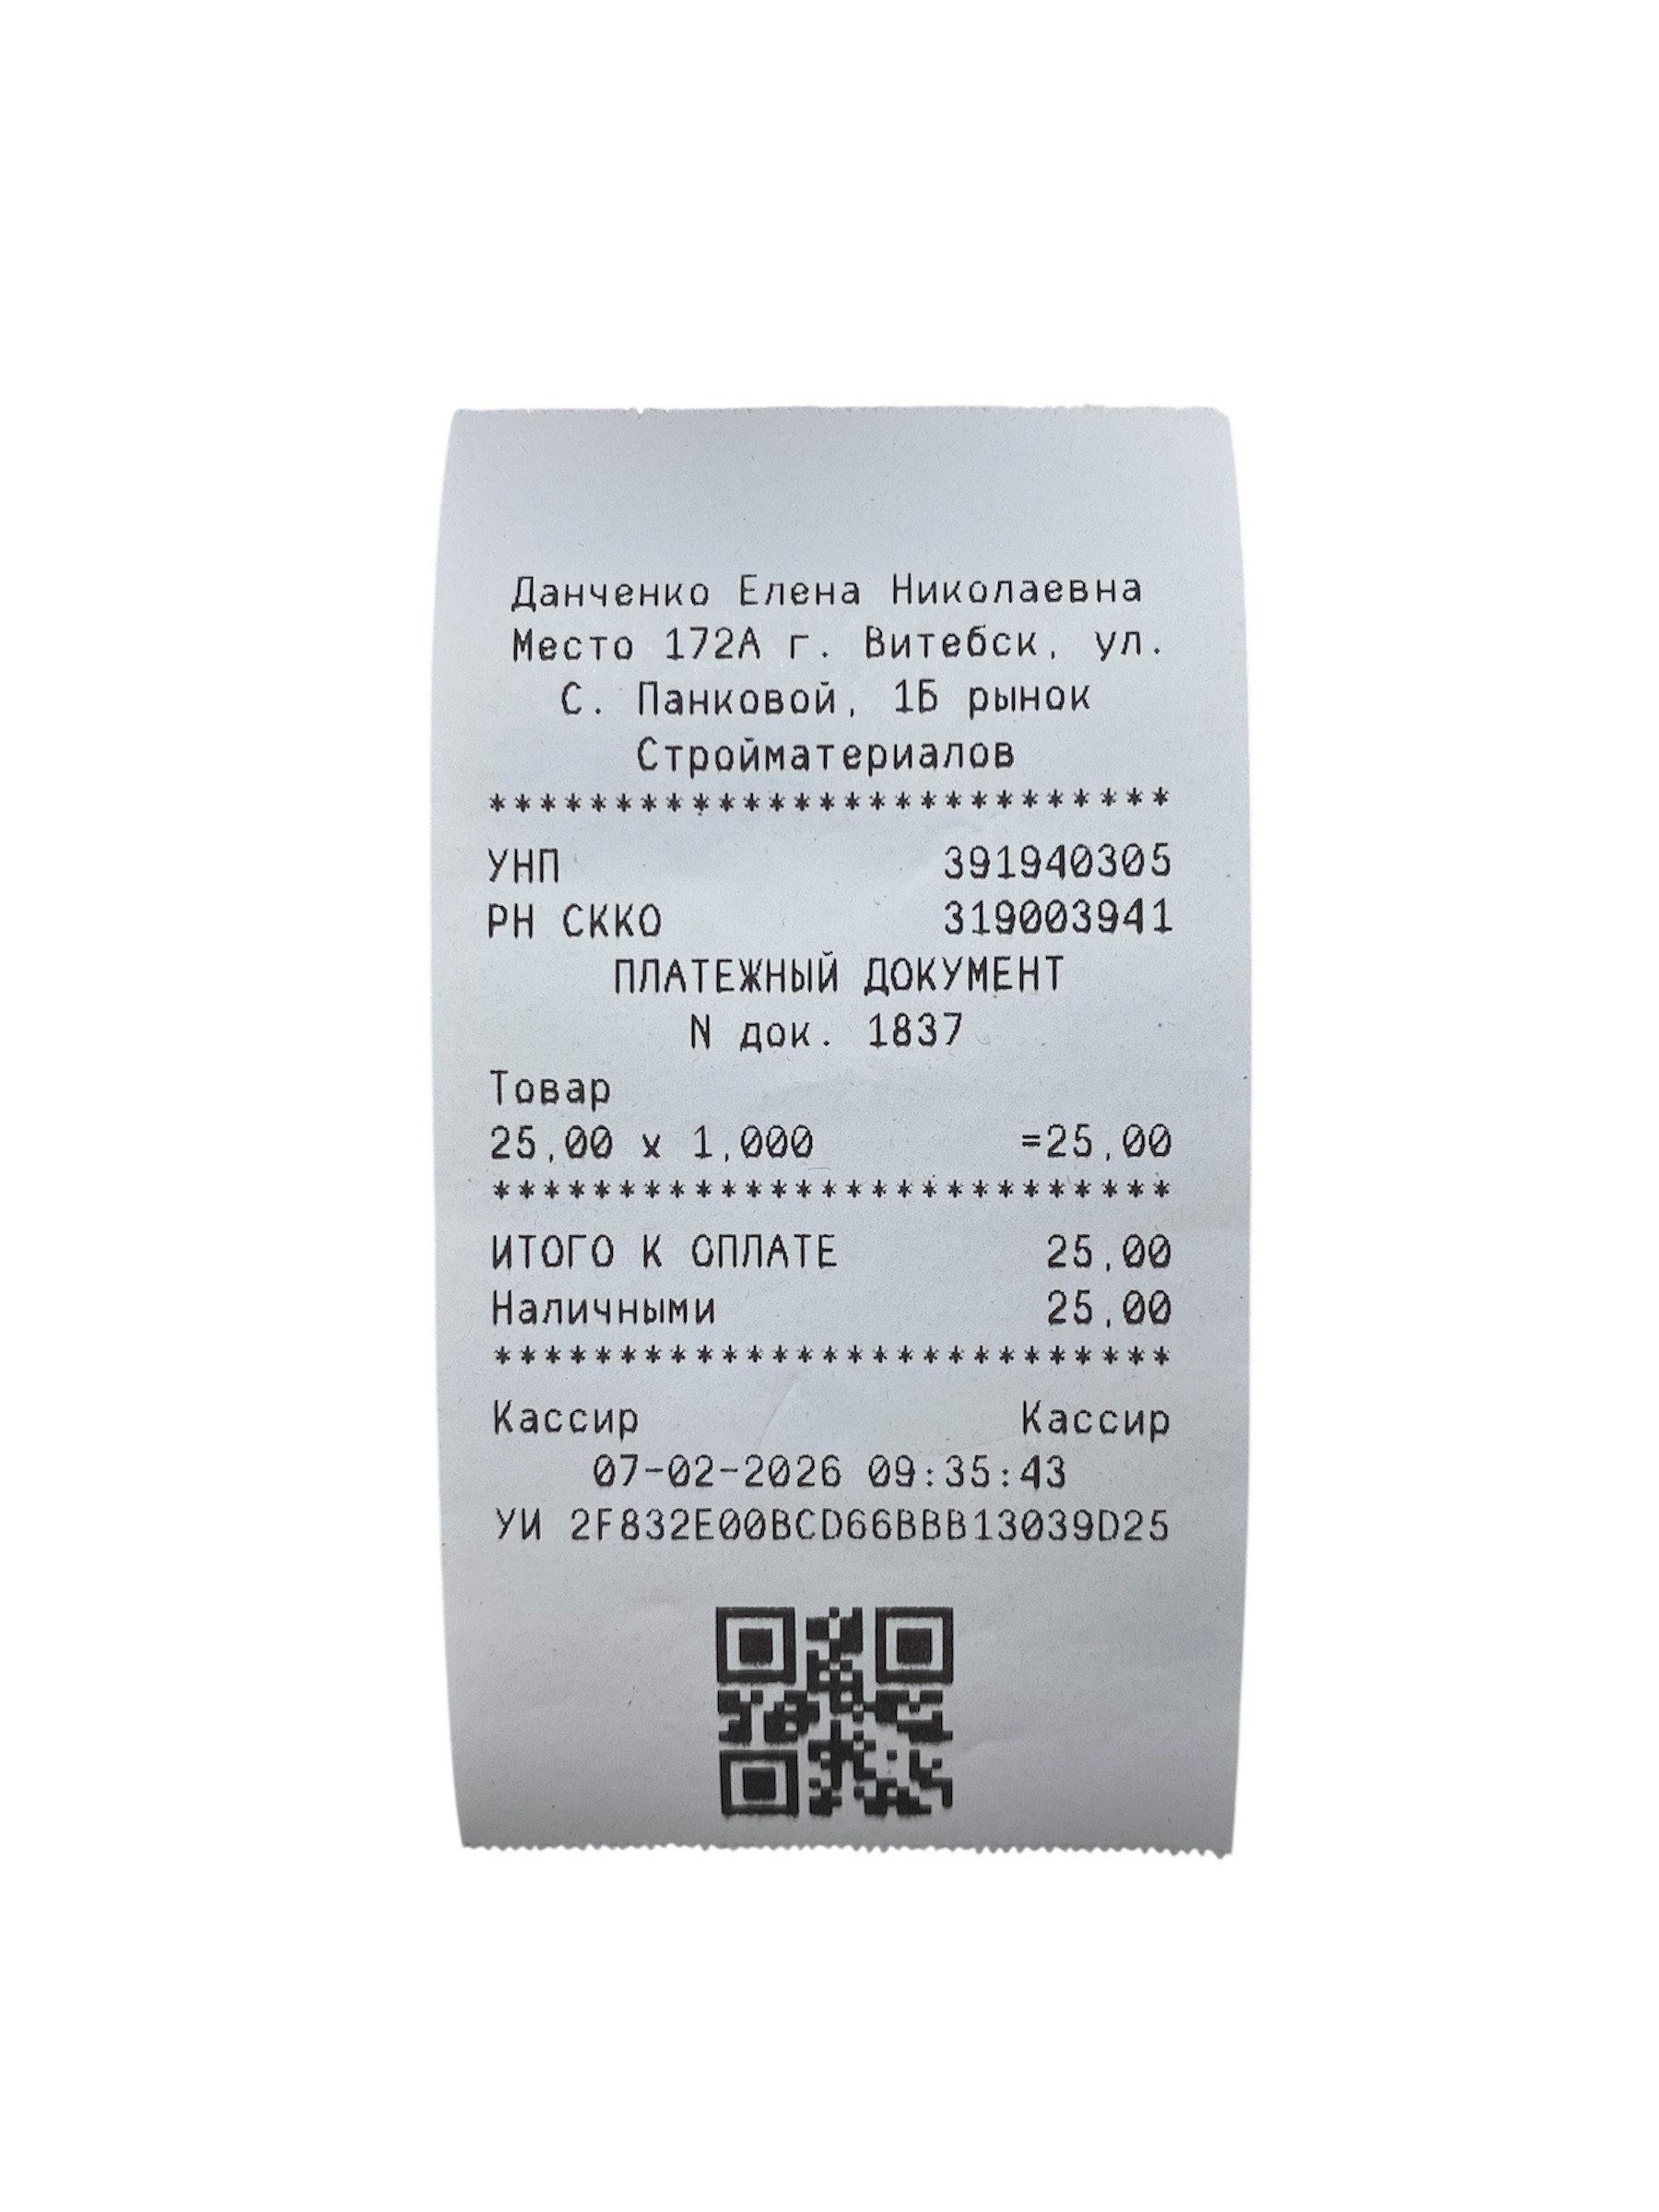 Данченко Елена Николаевна
Место 172А г. Витебск, ул.
С. Панковой, 1Б рынок
Стройматериалов
***************************
УНП 391940305
РН СККО 319003941
ПЛАТЕЖНЫЙ ДОКУМЕНТ
N док. 1837
Товар
25,00 x 1,000 =25,00
***************************
ИТОГО К ОПЛАТЕ 25,00
Наличными 25,00
***************************
Кассир Кассир
07-02-2026 09:35:43
УИ 2F832E00BCD66BBB13039D25